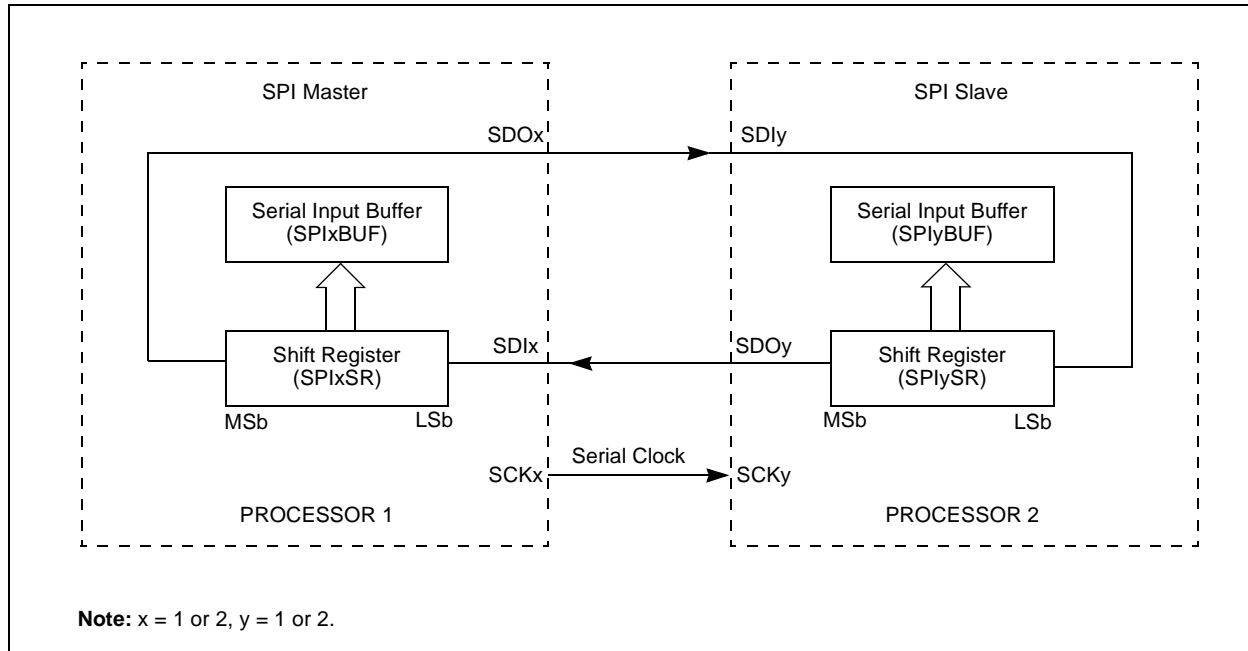 SPI Master
SPI Slave
SDOx
SDIy
Serial Input Buffer
(SPIxBUF)
Serial Input Buffer
(SPIyBUF)
Shift Register
(SPIxSR)
SDIx
SDOy
Shift Register
(SPIySR)
MSb
LSb
MSb
LSb
Serial Clock
SCKx
SCKy
PROCESSOR 1
PROCESSOR 2
Note: x = 1 or 2, y = 1 or 2.